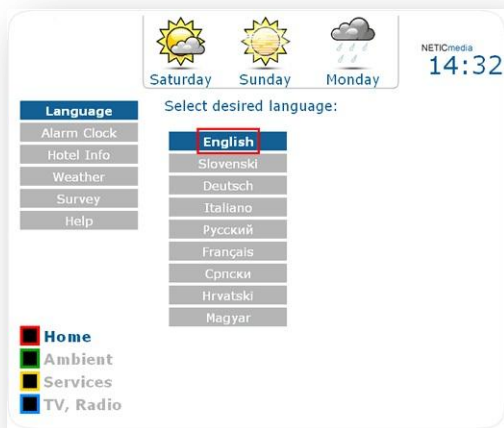 Saturday
Sunday
Monday
NETICmedia
14:32
Language
Alarm Clock
Hotel Info
Weather
Survey
Help
Select desired language:
English
Slovenski
Deutsch
Italiano
Русский
Français
Српски
Hrvatski
Magyar
Home
Ambient
Services
TV, Radio